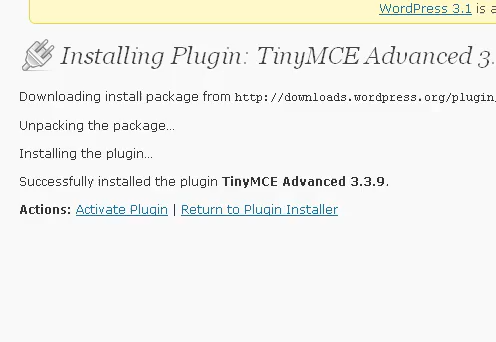 WordPress 3.1 is a
Installing Plugin: TinyMCE Advanced 3.
Downloading install package from http://downloads.wordpress.org/plugin
Unpacking the package...
Installing the plugin...
Successfully installed the plugin TinyMCE Advanced 3.3.9.
Actions: Activate Plugin | Return to Plugin Installer